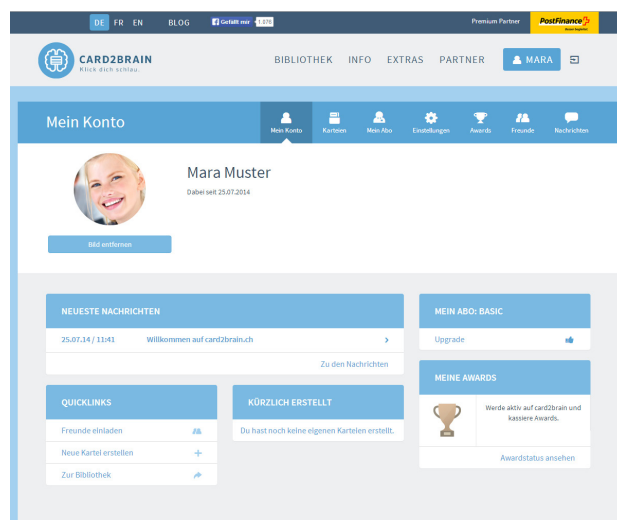 DE FR EN BLOG Gefällt mir 1.076 Premium Partner PostFinance
CARD2BRAIN
Klick dich schlau.
BIBLIOTHEK INFO EXTRAS PARTNER MARA
Mein Konto
Mein Konto Karteien Mein Abo Einstellungen Awards Freunde Nachrichten
Mara Muster
Dabei seit 25.07.2014
Bild entfernen
NEUESTE NACHRICHTEN
25.07.14 / 11:41 Willkommen auf card2brain.ch
Zu den Nachrichten
MEIN ABO: BASIC
Upgrade
MEINE AWARDS
Werde aktiv auf card2brain und
kassiere Awards.
Awardstatus ansehen
QUICKLINKS
Freunde einladen
Neue Kartei erstellen
Zur Bibliothek
KÜRZLICH ERSTELLT
Du hast noch keine eigenen Karteien erstellt.